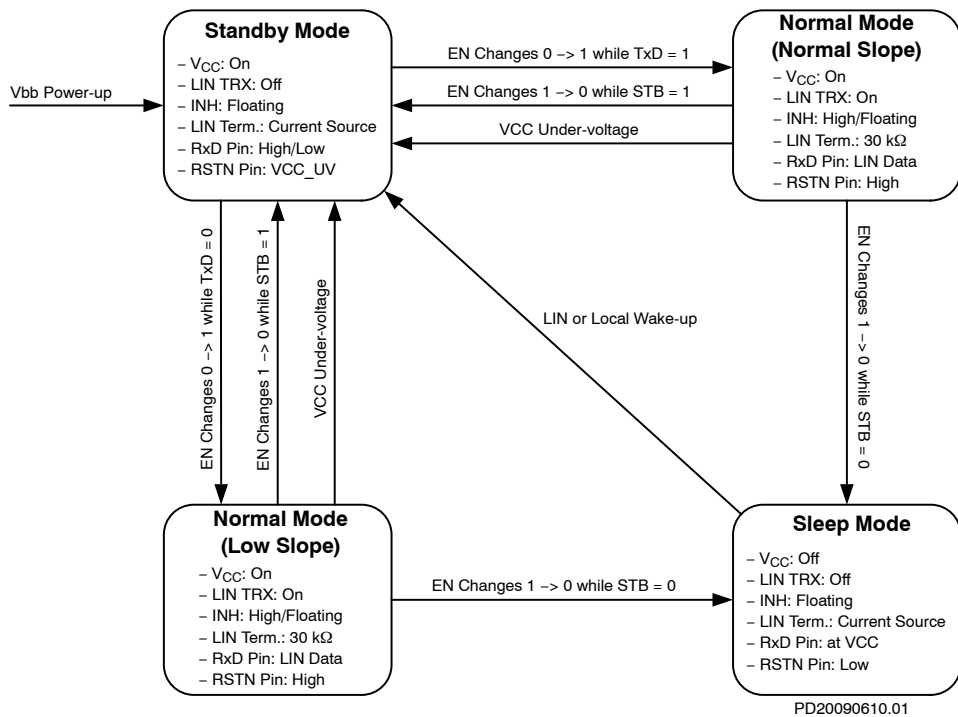 Vbb Power-up
Standby Mode
– VCC: On
– LIN TRX: Off
– INH: Floating
– LIN Term.: Current Source
– RxD Pin: High/Low
– RSTN Pin: VCC_UV
EN Changes 0 –> 1 while TxD = 1
EN Changes 1 –> 0 while STB = 1
VCC Under-voltage
Normal Mode
(Normal Slope)
– VCC: On
– LIN TRX: On
– INH: High/Floating
– LIN Term.: 30 kΩ
– RxD Pin: LIN Data
– RSTN Pin: High
EN Changes 0 –> 1 while TxD = 0
EN Changes 1 –> 0 while STB = 1
VCC Under-voltage
LIN or Local Wake-up
EN Changes 1 –> 0 while STB = 0
Normal Mode
(Low Slope)
– VCC: On
– LIN TRX: On
– INH: High/Floating
– LIN Term.: 30 kΩ
– RxD Pin: LIN Data
– RSTN Pin: High
EN Changes 1 –> 0 while STB = 0
Sleep Mode
– VCC: Off
– LIN TRX: Off
– INH: Floating
– LIN Term.: Current Source
– RxD Pin: at VCC
– RSTN Pin: Low
PD20090610.01